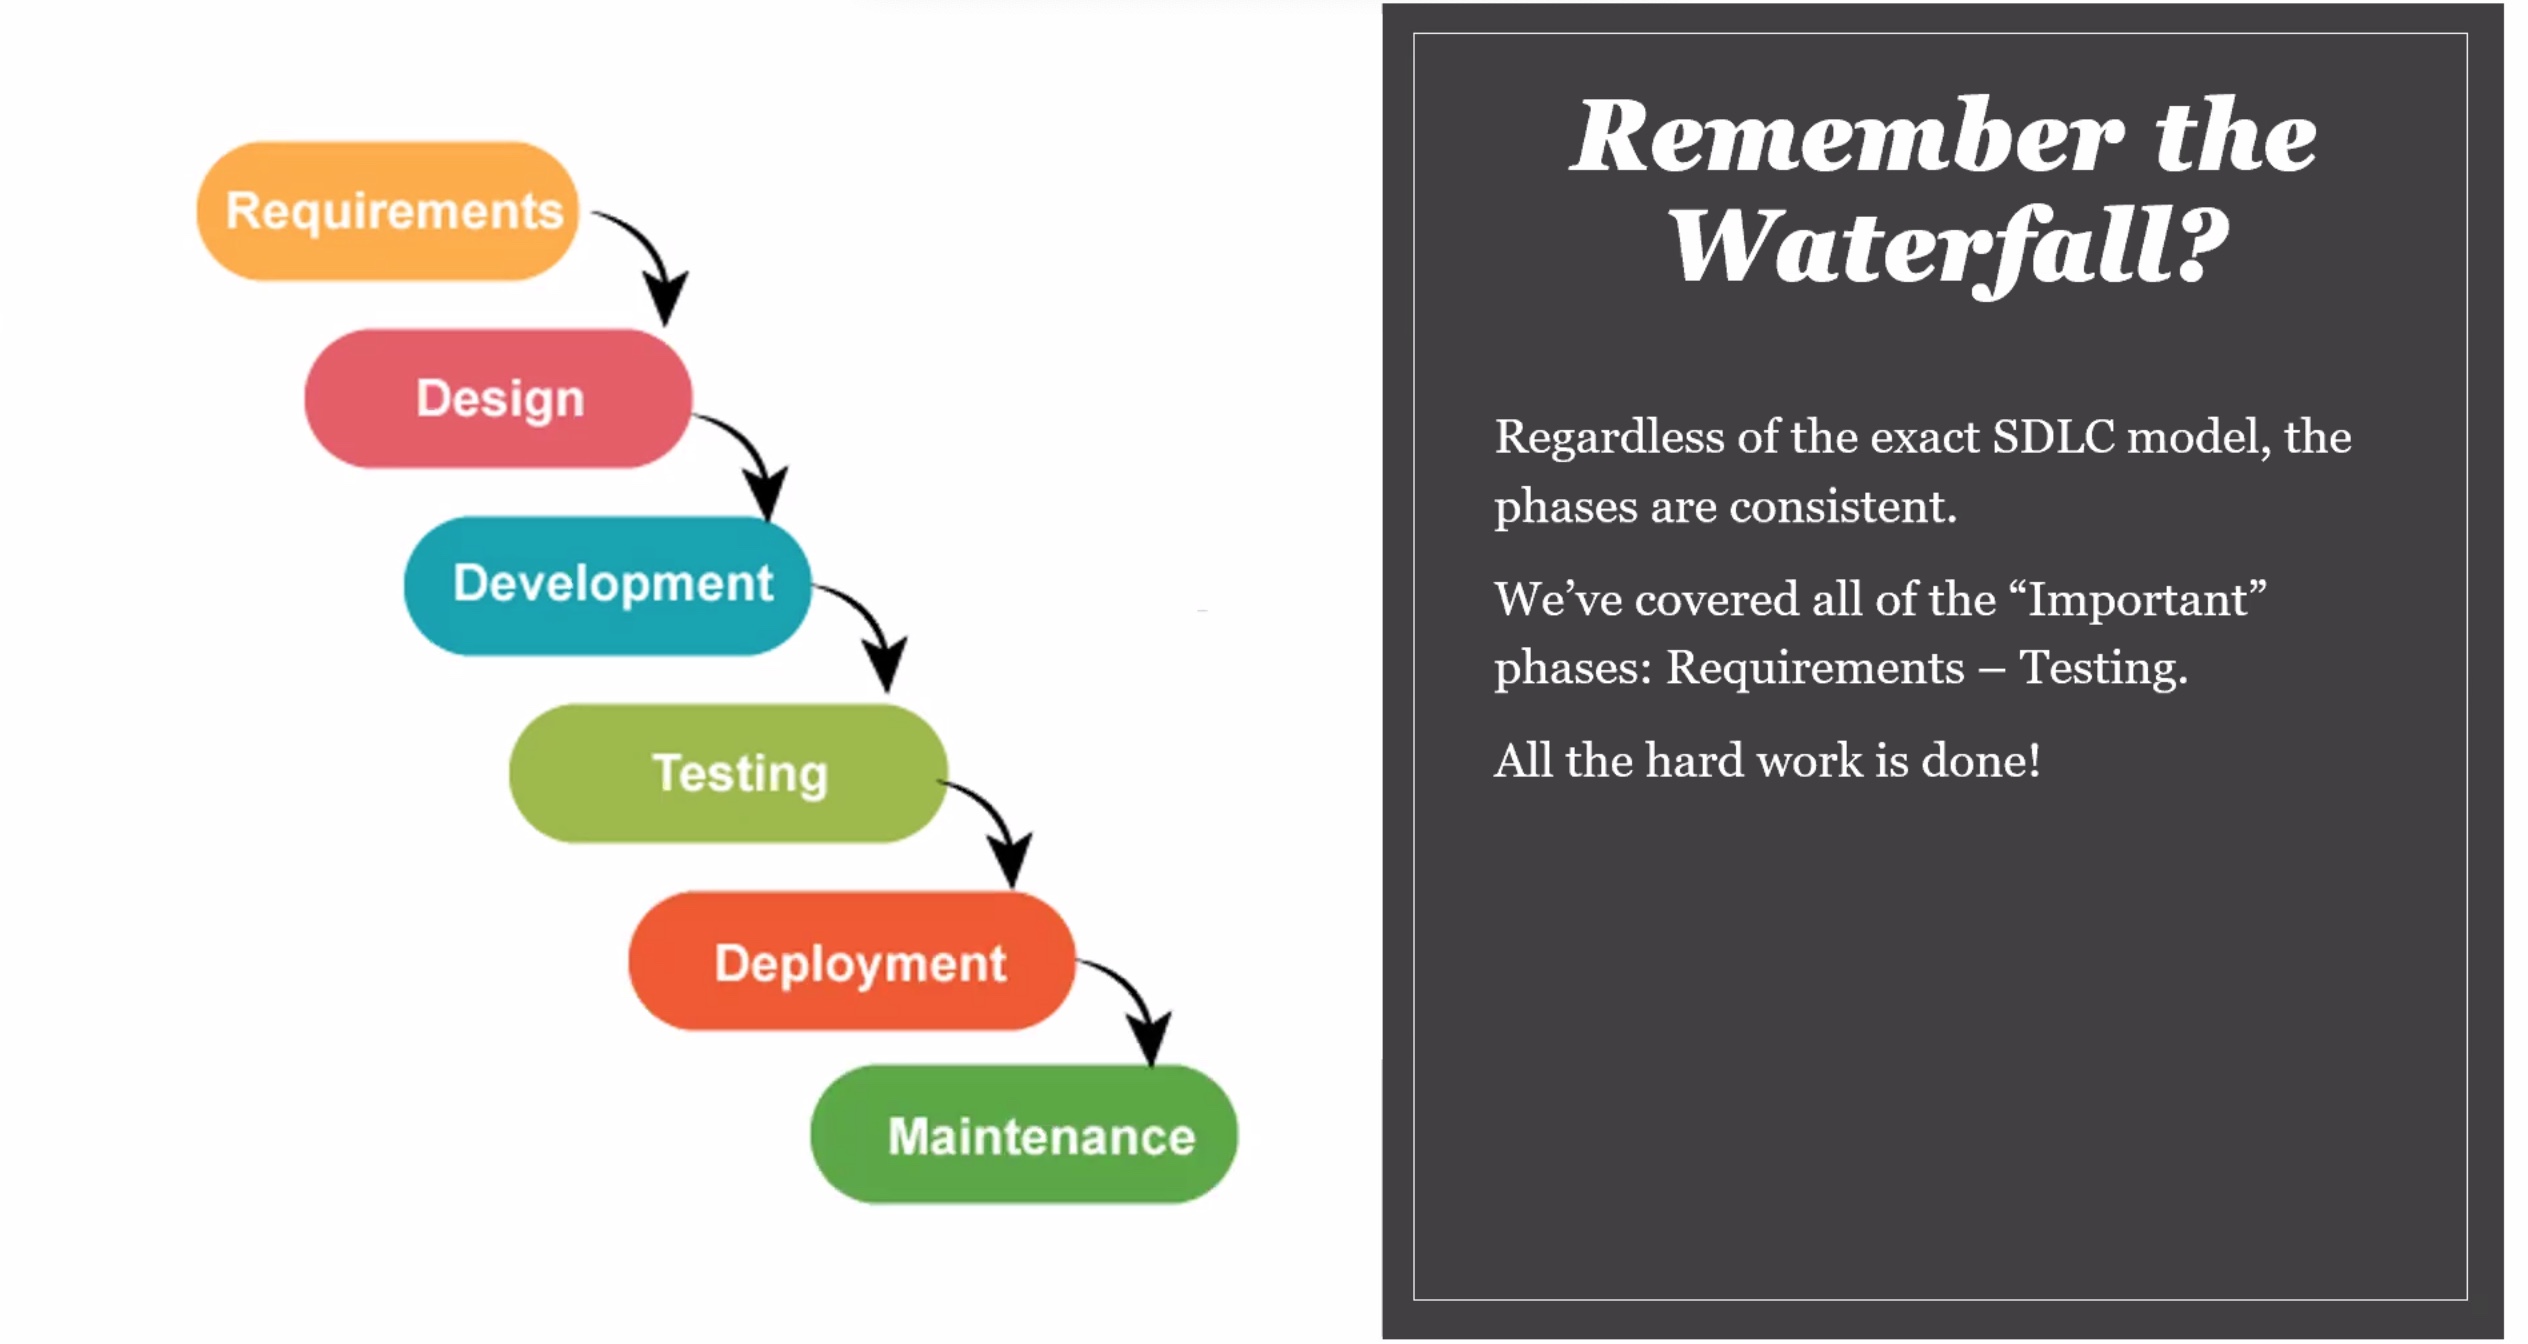 Requirements
Design
Development
Testing
Deployment
Maintenance
Remember the
Waterfall?
Regardless of the exact SDLC model, the
phases are consistent.
We’ve covered all of the “Important”
phases: Requirements – Testing.
All the hard work is done!